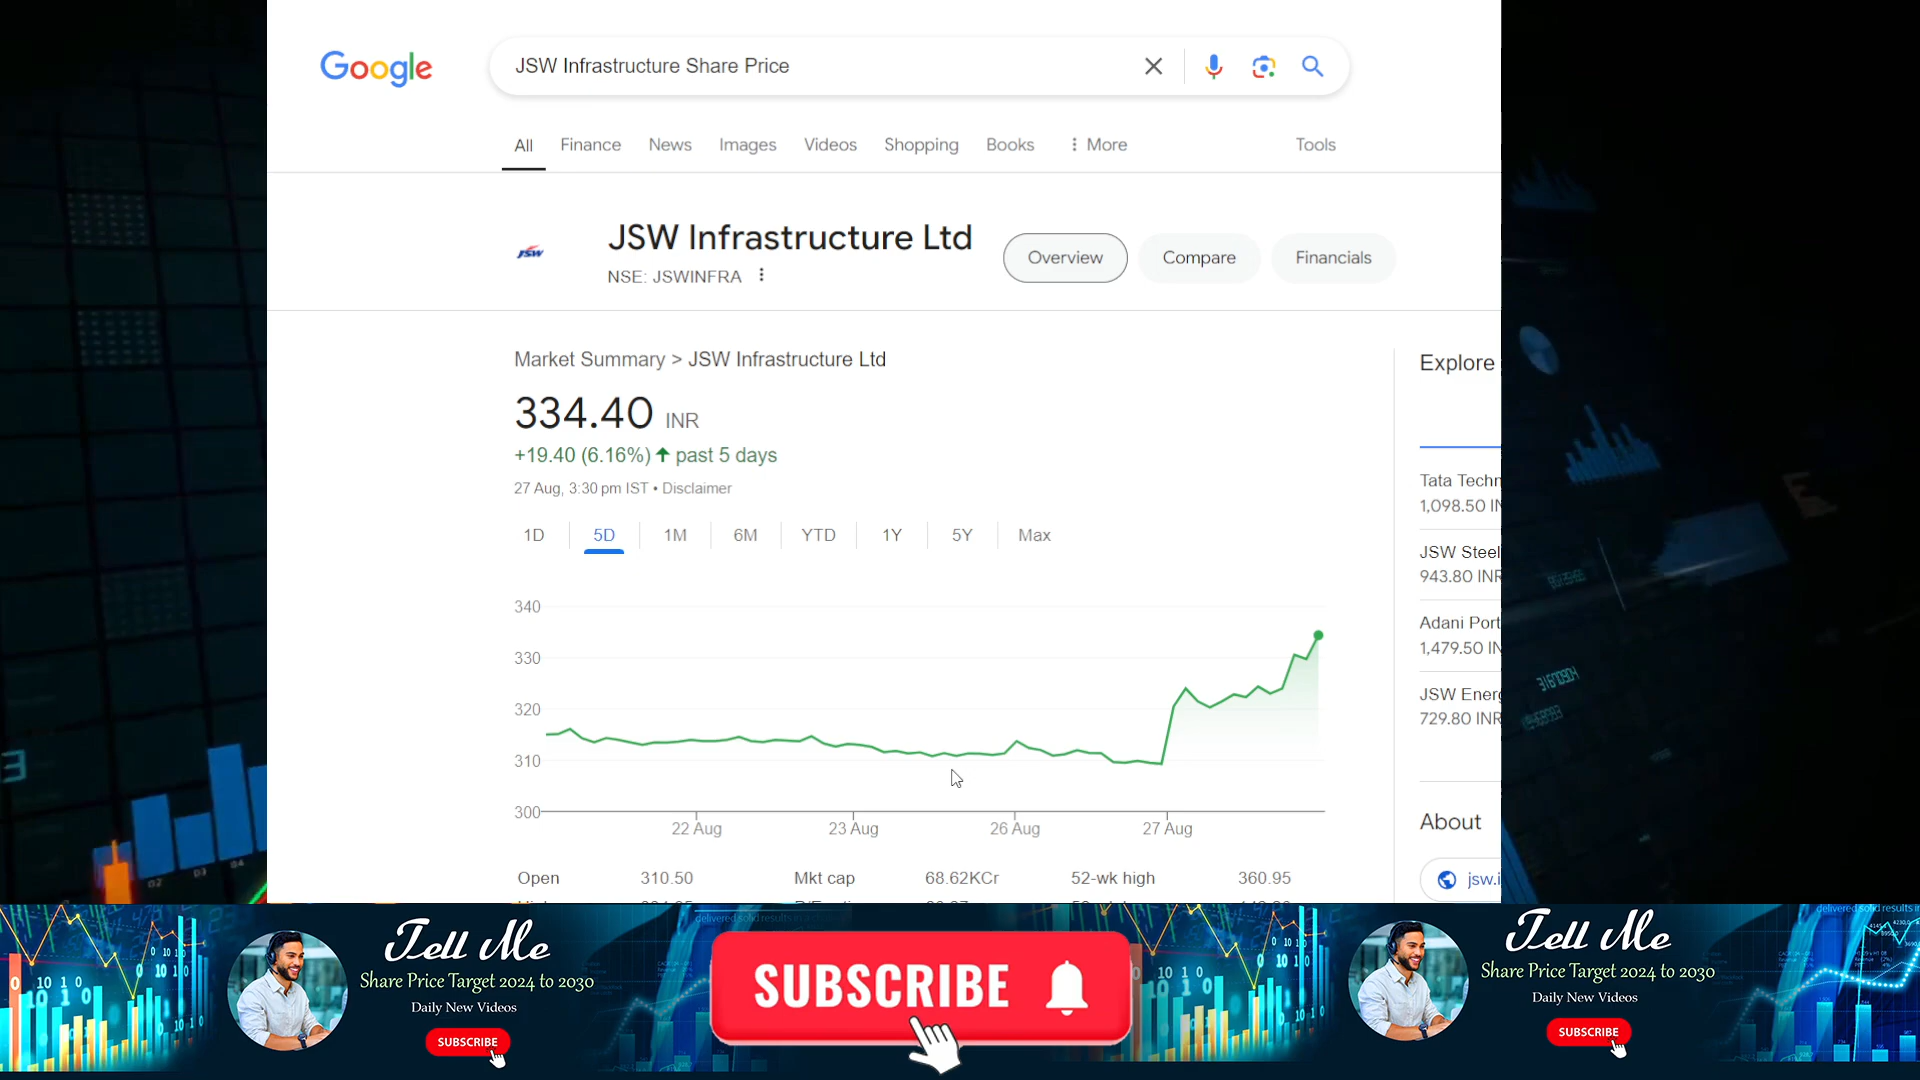 Google
JSW Infrastructure Share Price
All Finance News Images Videos Shopping Books More Tools
JSW
JSW Infrastructure Ltd
NSE: JSWINFRA
Overview Compare Financials
Market Summary > JSW Infrastructure Ltd
334.40 INR
+19.40 (6.16%) past 5 days
27 Aug, 3:30 pm IST • Disclaimer
1D 5D 1M 6M YTD 1Y 5Y Max
340
330
320
310
300
22 Aug 23 Aug 26 Aug 27 Aug
Open 310.50 Mkt cap 68.62KCr 52-wk high 360.95
Explore
Tata Techn
1,098.50 IN
JSW Steel
943.80 INR
Adani Port
1,479.50 IN
JSW Energ
729.80 INR
About
jsw.i
Tell Me
Share Price Target 2024 to 2030
Daily New Videos
SUBSCRIBE
SUBSCRIBE
Tell Me
Share Price Target 2024 to 2030
Daily New Videos
SUBSCRIBE